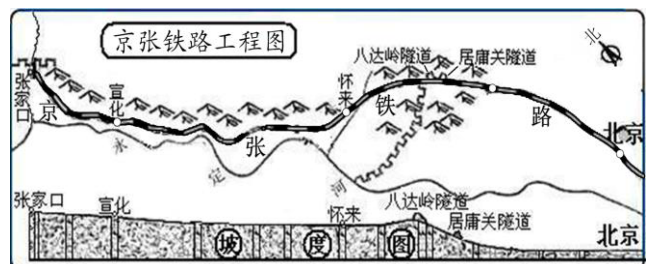 京张铁路工程图
北
八达岭隧道
居庸关隧道
张家口
宣化
怀来
京 张 铁 路
北京
永定河
张家口
宣化
怀来
八达岭隧道
居庸关隧道
北京
坡度图